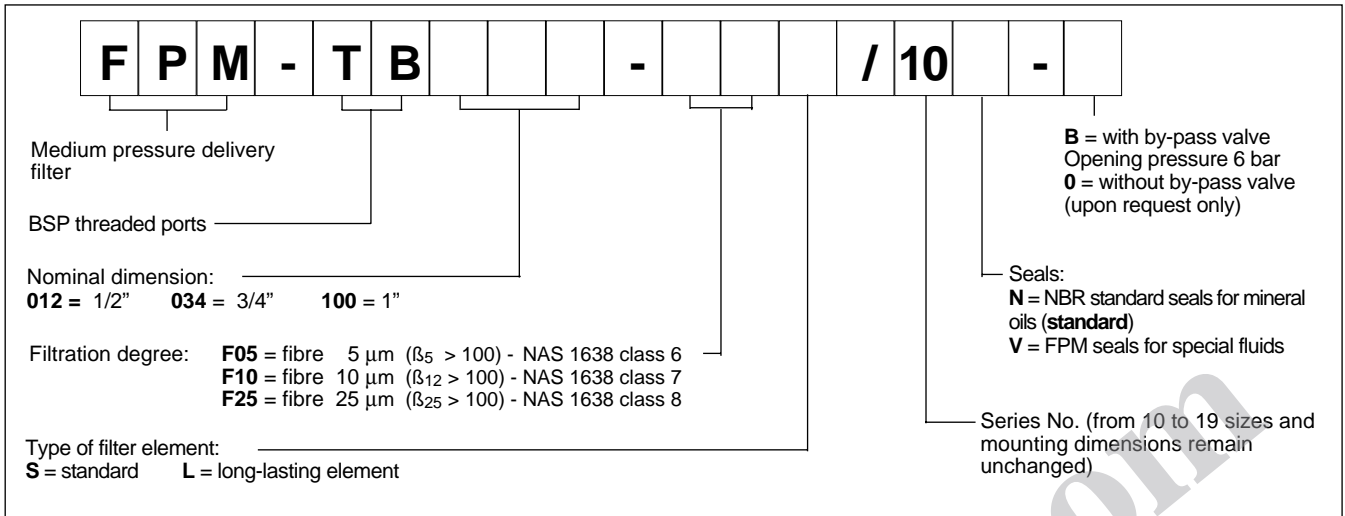 F P M - T B - / 10 -
Medium pressure delivery
filter
BSP threaded ports
Nominal dimension:
012 = 1/2” 034 = 3/4” 100 = 1”
Filtration degree: F05 = fibre 5 µm (ß5 > 100) - NAS 1638 class 6
F10 = fibre 10 µm (ß12 > 100) - NAS 1638 class 7
F25 = fibre 25 µm (ß25 > 100) - NAS 1638 class 8
Type of filter element:
S = standard L = long-lasting element
B = with by-pass valve
Opening pressure 6 bar
0 = without by-pass valve
(upon request only)
Seals:
N = NBR standard seals for mineral
oils (standard)
V = FPM seals for special fluids
Series No. (from 10 to 19 sizes and
mounting dimensions remain
unchanged)
om